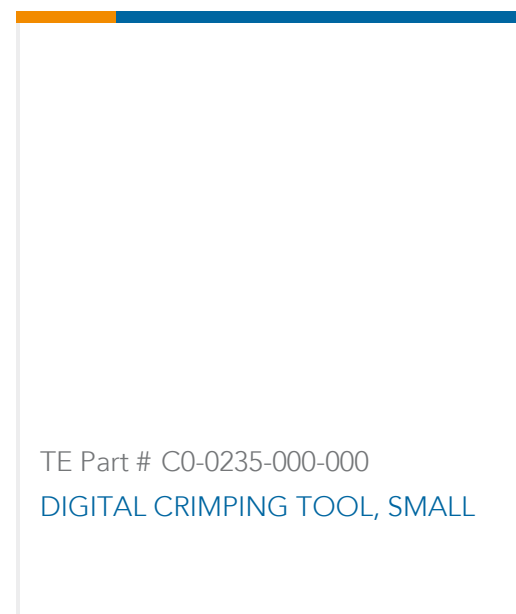 TE Part # C0-0235-000-000
DIGITAL CRIMPING TOOL, SMALL